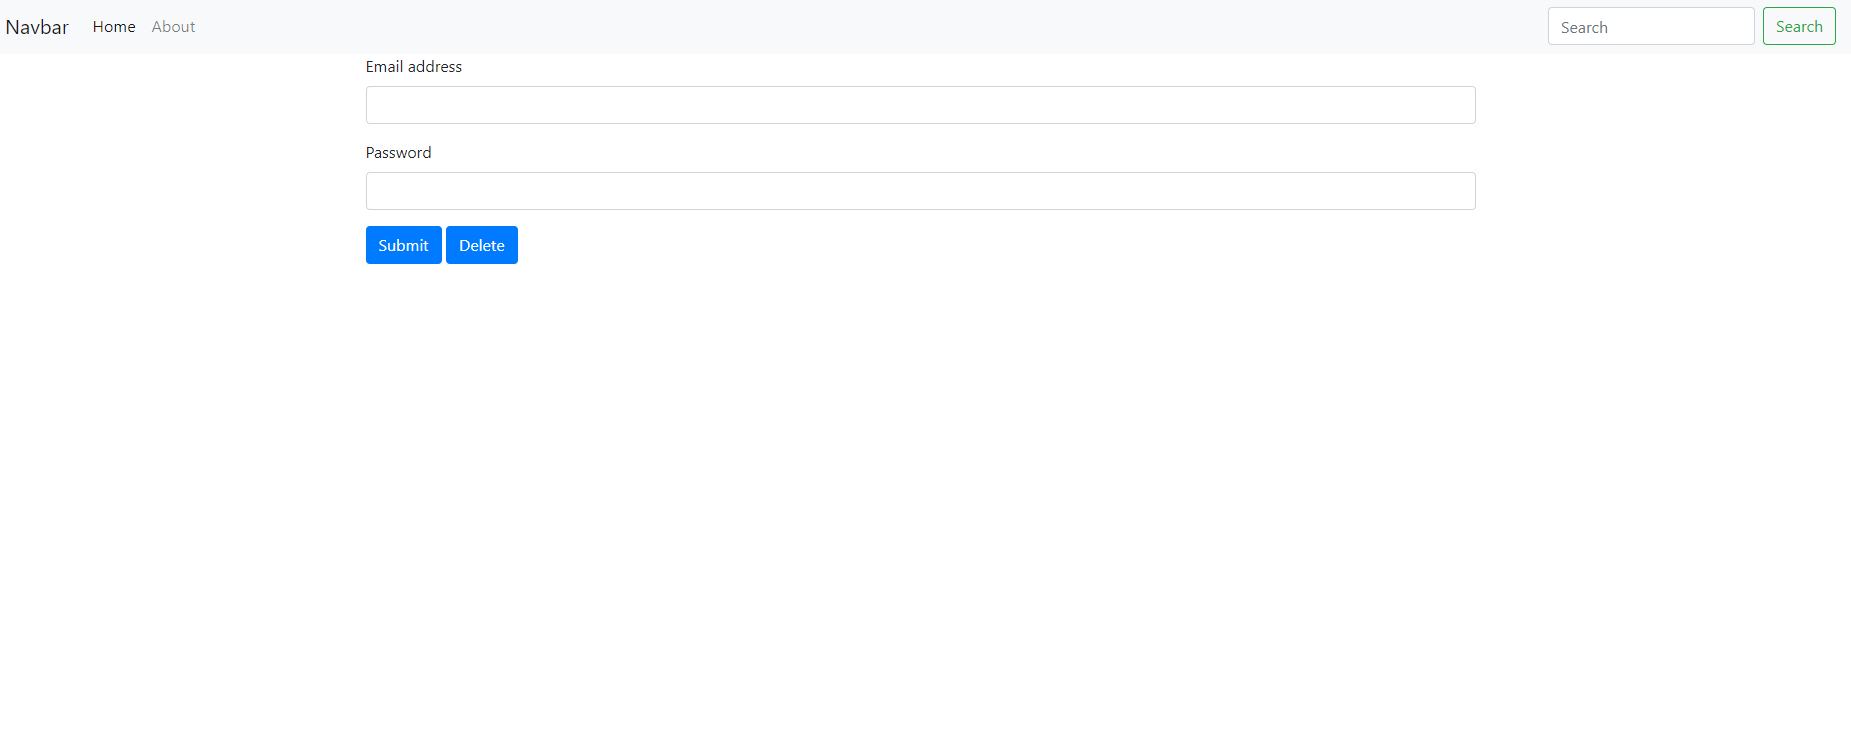 Navbar Home About Search Search
Email address
Password
Submit Delete